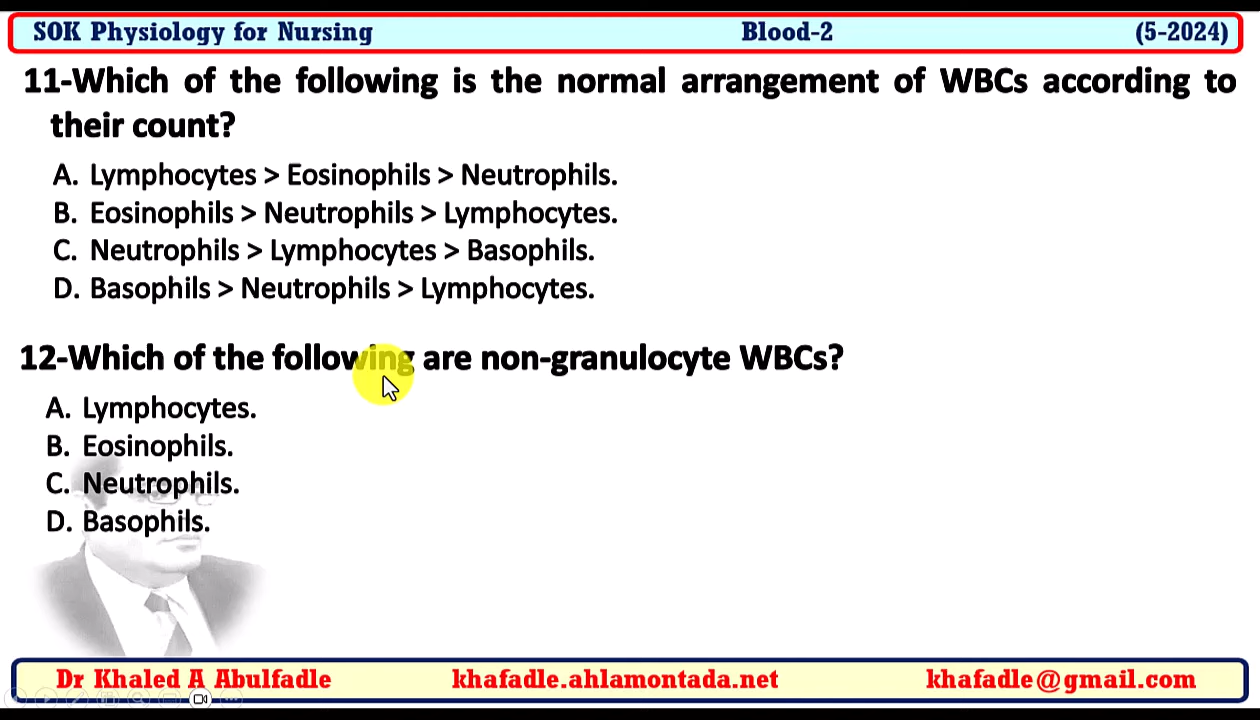 SOK Physiology for Nursing Blood-2 (5-2024)
11-Which of the following is the normal arrangement of WBCs according to
their count?
A. Lymphocytes > Eosinophils > Neutrophils.
B. Eosinophils > Neutrophils > Lymphocytes.
C. Neutrophils > Lymphocytes > Basophils.
D. Basophils > Neutrophils > Lymphocytes.
12-Which of the following are non-granulocyte WBCs?
A. Lymphocytes.
B. Eosinophils.
C. Neutrophils.
D. Basophils.
Dr Khaled A Abulfadle khafadle.ahlamontada.net khafadle@gmail.com